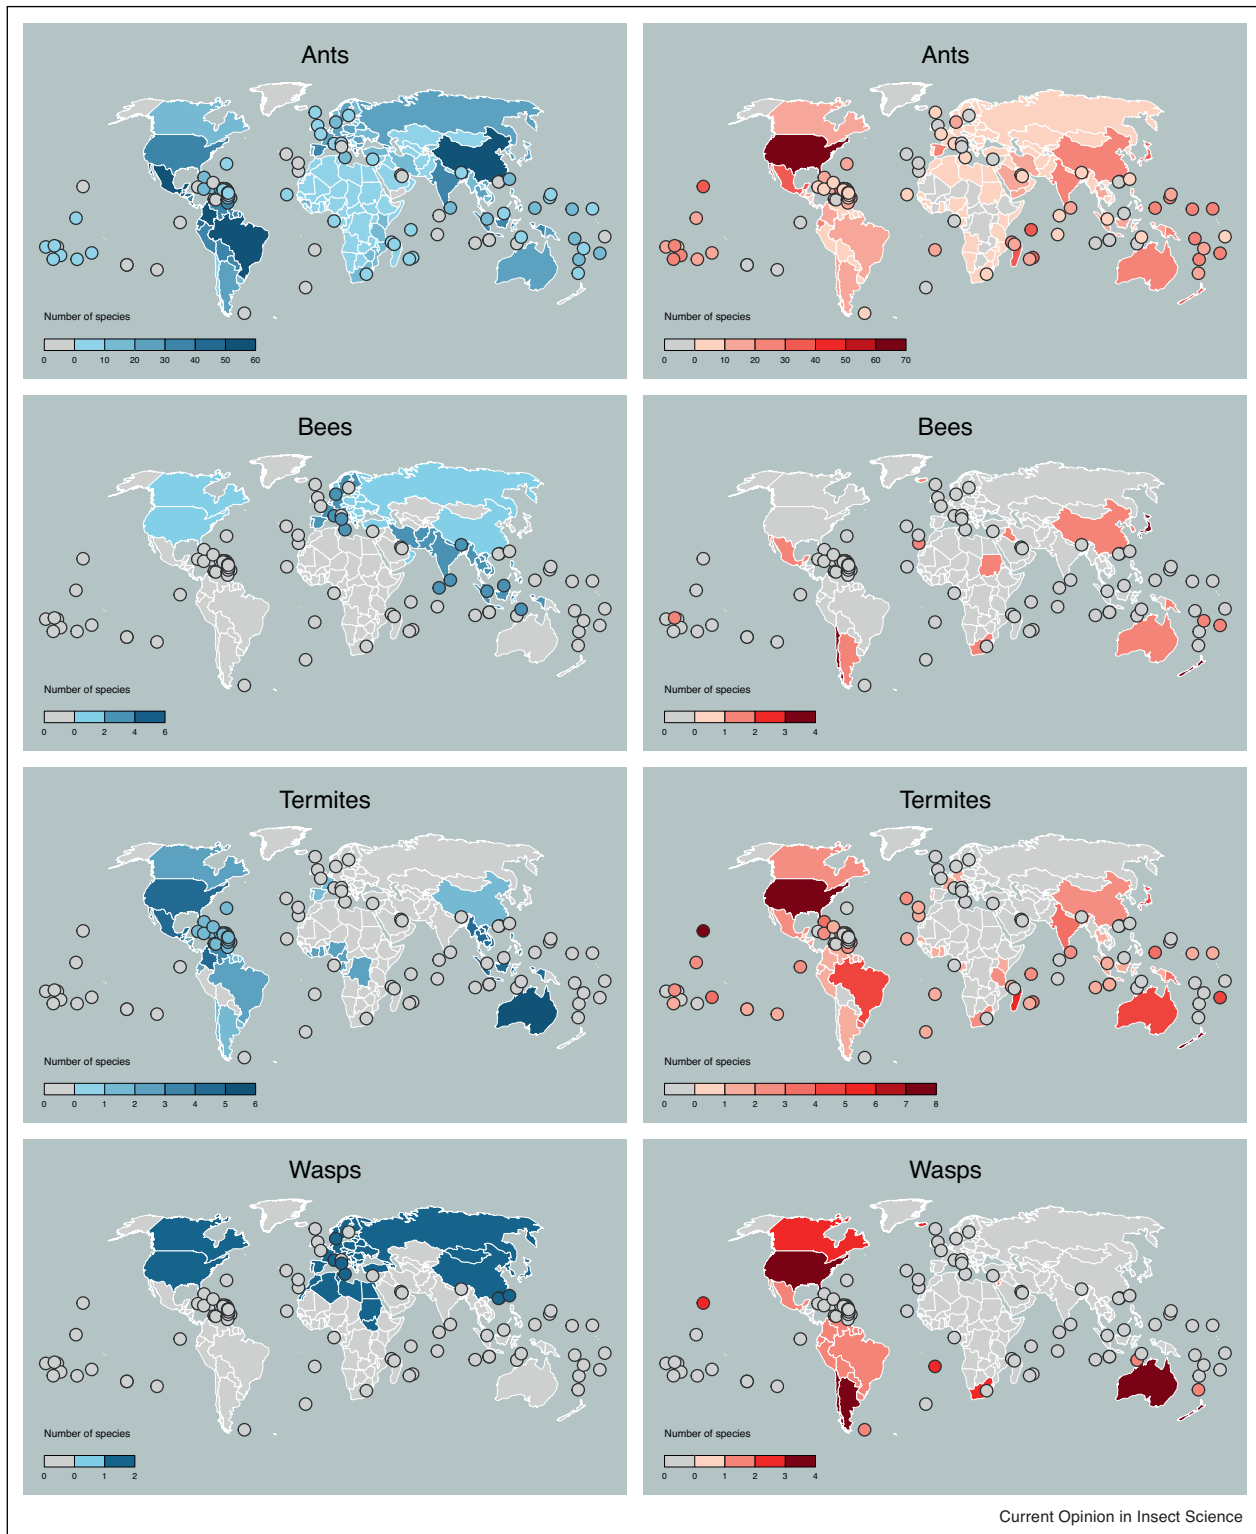 Ants
Number of species
0 0 10 20 30 40 50 60
Ants
Number of species
0 0 10 20 30 40 50 60 70
Bees
Number of species
0 0 2 4 6
Bees
Number of species
0 0 1 2 3 4
Termites
Number of species
0 0 1 2 3 4 5 6
Termites
Number of species
0 0 1 2 3 4 5 6 7 8
Wasps
Number of species
0 0 1 2
Wasps
Number of species
0 0 1 2 3 4
Current Opinion in Insect Science